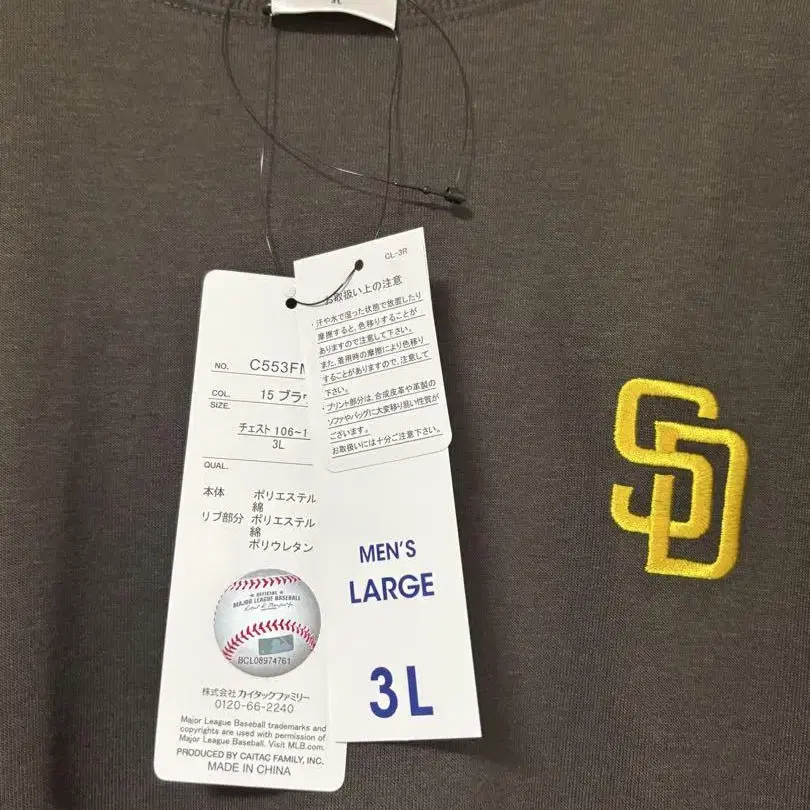 CL-3R
お取扱い上の注意
・汗や水で湿った状態で放置したり
摩擦すると、色移りすることが
ありますので注意して下さい。
また、着用時の摩擦により色移り
することがありますので、注意して
下さい。
・プリント部分は、合成皮革や革製の
ソファやバッグに大変移り易い性質が
ございます。
お取扱いには十分ご注意下さい。
NO. C553FM
COL. 15 ブラウ
SIZE.
チェスト 106~1
3L
QUAL.
本体 ポリエステル
綿
リブ部分 ポリエステル
綿
ポリウレタン
OFFICIAL
MAJOR LEAGUE BASEBALL
BCL08974761
株式会社カイタックファミリー
0120-66-2240
Major League Baseball trademarks and
copyrights are used with permission of
Major League Baseball. Visit MLB.com
PRODUCED BY CAITAC FAMILY, INC.
MADE IN CHINA
MEN'S
LARGE
3L
SD